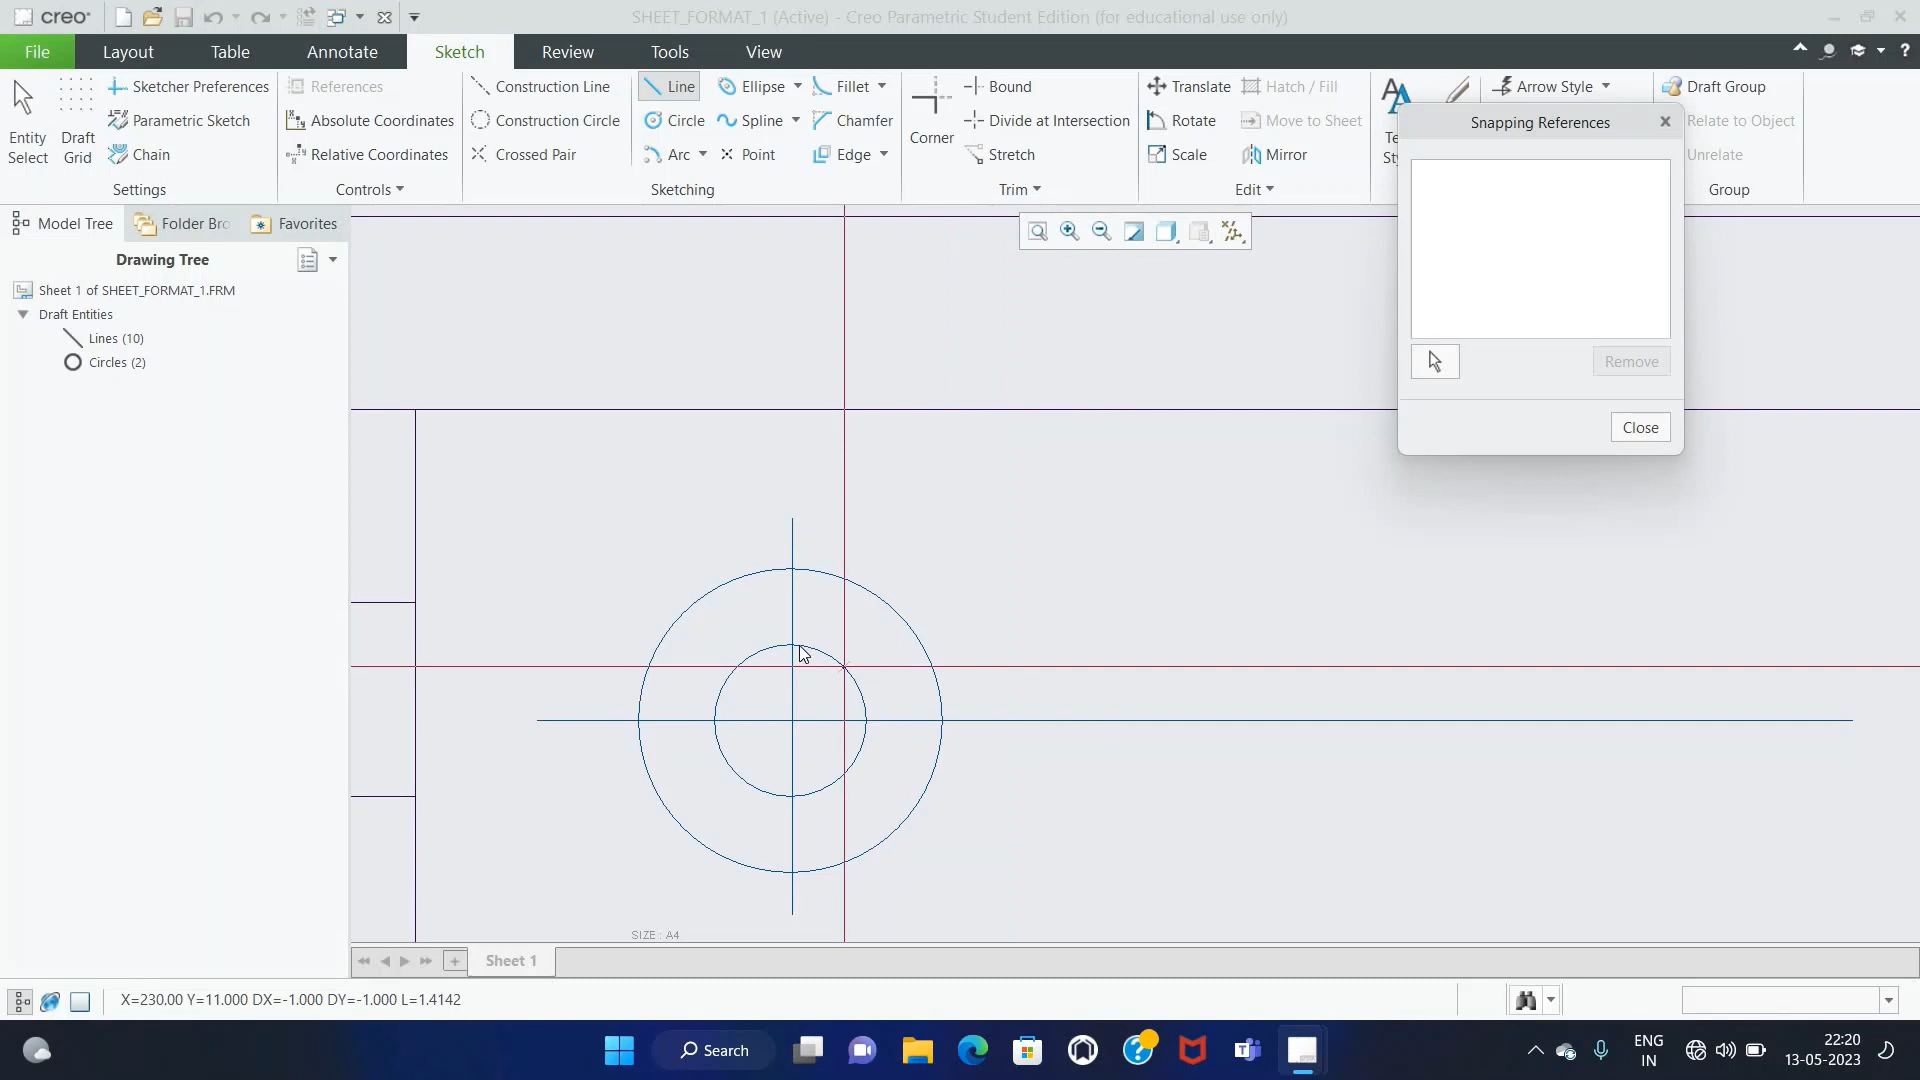 creo
SHEET_FORMAT_1 (Active) - Creo Parametric Student Edition (for educational use only)
File Layout Table Annotate Sketch Review Tools View
Entity Select
Draft Grid
Sketcher Preferences
Parametric Sketch
Chain
Settings
References
Absolute Coordinates
Relative Coordinates
Controls
Construction Line
Construction Circle
Crossed Pair
Line Ellipse Fillet
Circle Spline Chamfer
Arc Point Edge
Sketching
Corner
Bound
Divide at Intersection
Stretch
Trim
Translate Hatch / Fill
Rotate Move to Sketch
Scale Mirror
Edit
Arrow Style
Draft Group
Relate to Object
Unrelate
Group
Snapping References
Remove
Close
Model Tree Folder Bro Favorites
Drawing Tree
Sheet 1 of SHEET_FORMAT_1.FRM
Draft Entities
Lines (10)
Circles (2)
SIZE : A4
Sheet 1
X=230.00 Y=11.000 DX=-1.000 DY=-1.000 L=1.4142
Search
ENG
IN
22:20
13-05-2023